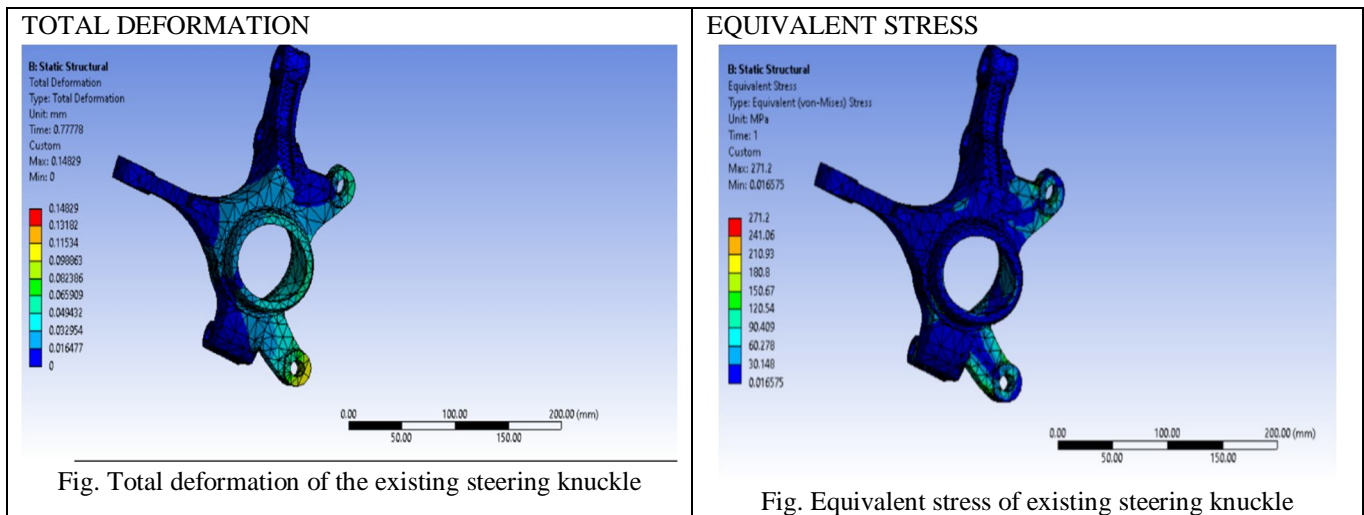 TOTAL DEFORMATION
B: Static Structural
Total Deformation
Type: Total Deformation
Unit: mm
Time: 0.77778
Custom
Max: 0.14829
Min: 0
0.14829
0.13182
0.11534
0.098863
0.082386
0.065909
0.049432
0.032954
0.016477
0
0.00 100.00 200.00 (mm)
50.00 150.00
Fig. Total deformation of the existing steering knuckle
EQUIVALENT STRESS
B: Static Structural
Equivalent Stress
Type: Equivalent (von-Mises) Stress
Unit: MPa
Time: 1
Custom
Max: 271.2
Min: 0.016575
271.2
241.06
210.93
180.8
150.67
120.54
90.409
60.278
30.148
0.016575
0.00 100.00 200.00 (mm)
50.00 150.00
Fig. Equivalent stress of existing steering knuckle